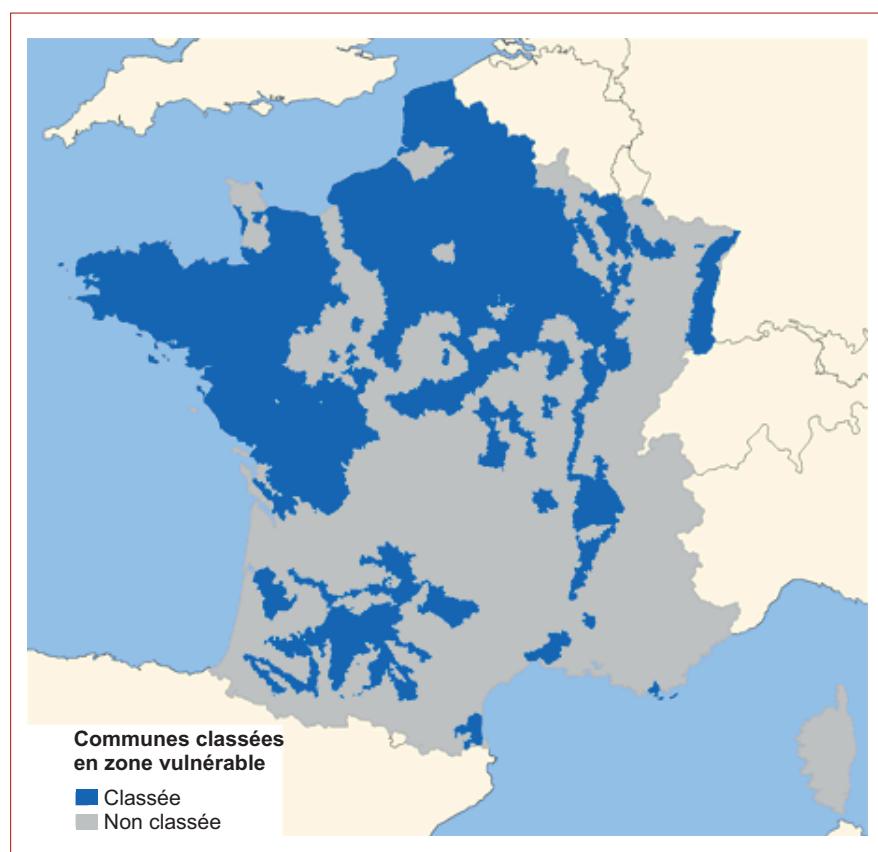 Communes classées
en zone vulnérable
Classée
Non classée